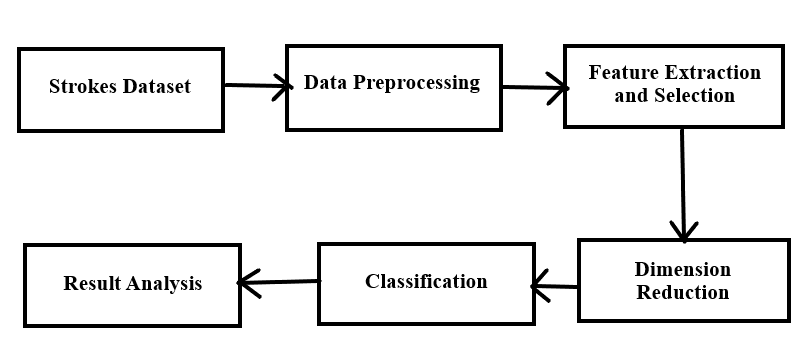 Strokes Dataset
Data Preprocessing
Feature Extraction
and Selection
Dimension
Reduction
Classification
Result Analysis